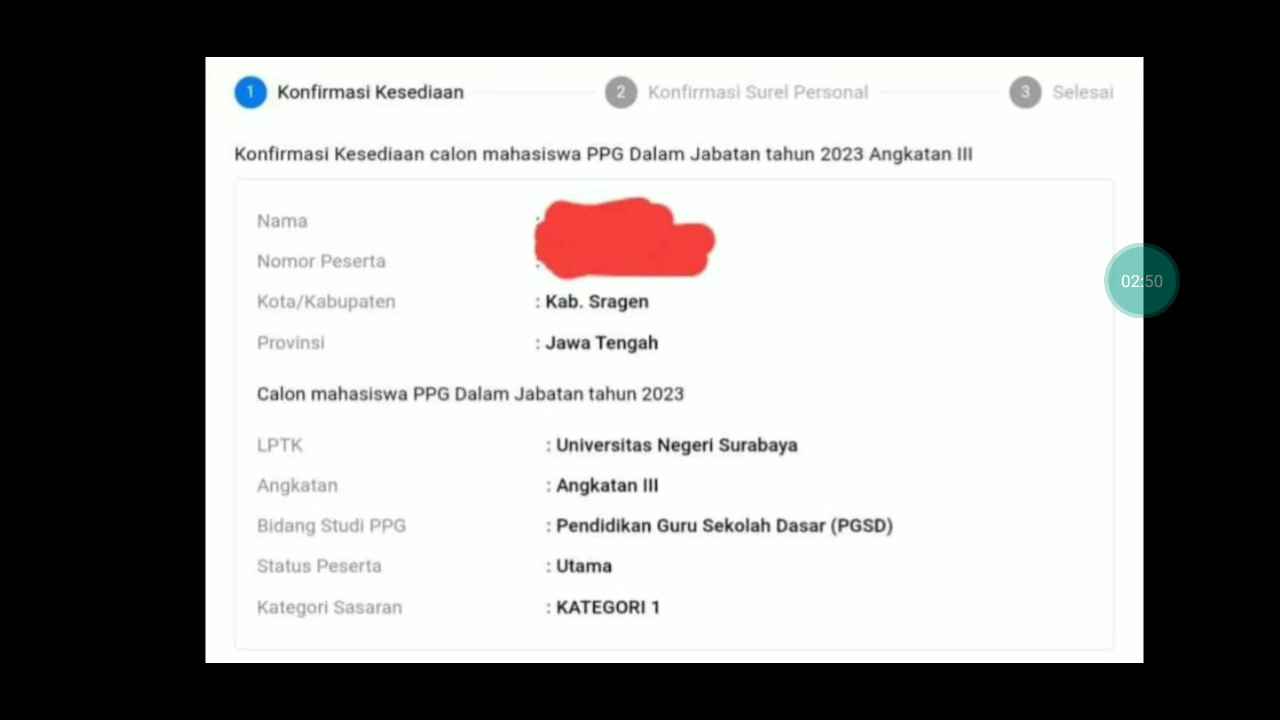 1 Konfirmasi Kesediaan 2 Konfirmasi Surel Personal 3 Selesai
Konfirmasi Kesediaan calon mahasiswa PPG Dalam Jabatan tahun 2023 Angkatan III
Nama :
Nomor Peserta :
Kota/Kabupaten : Kab. Sragen
02:50
Provinsi : Jawa Tengah
Calon mahasiswa PPG Dalam Jabatan tahun 2023
LPTK : Universitas Negeri Surabaya
Angkatan : Angkatan III
Bidang Studi PPG : Pendidikan Guru Sekolah Dasar (PGSD)
Status Peserta : Utama
Kategori Sasaran : KATEGORI 1